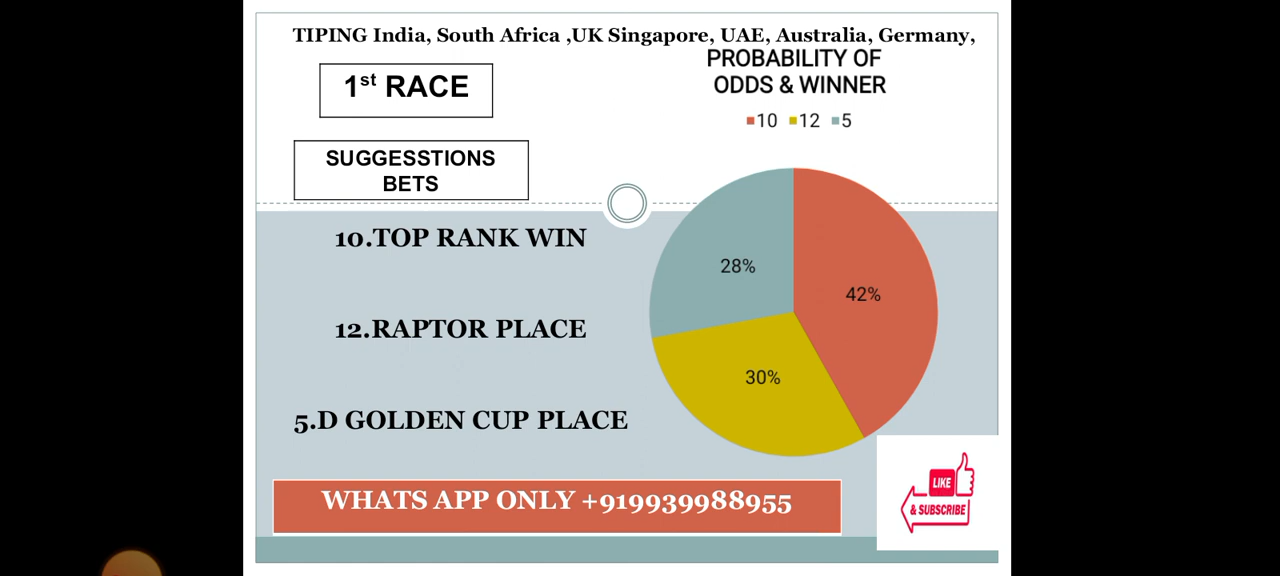 TIPING India, South Africa ,UK Singapore, UAE, Australia, Germany,
PROBABILITY OF
ODDS & WINNER
1st RACE
10 12 5
SUGGESSTIONS
BETS
10.TOP RANK WIN
28%
42%
12.RAPTOR PLACE
30%
5.D GOLDEN CUP PLACE
WHATS APP ONLY +919939988955
LIKE
& SUBSCRIBE